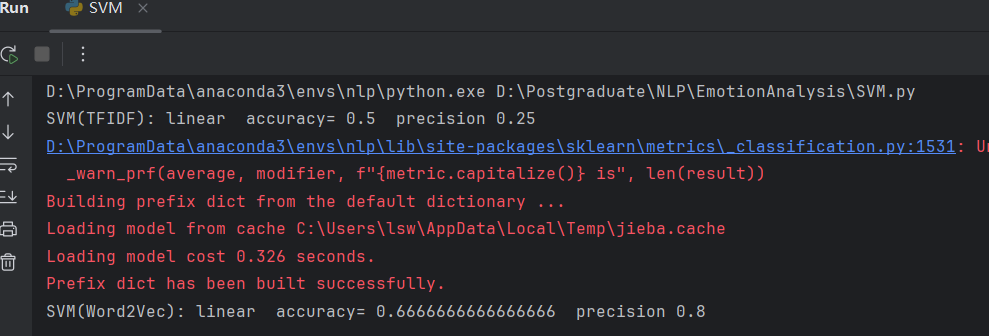 Run
SVM
D:\ProgramData\anaconda3\envs\nlp\python.exe D:\Postgraduate\NLP\EmotionAnalysis\SVM.py
SVM(TFIDF): linear  accuracy= 0.5  precision 0.25
D:\ProgramData\anaconda3\envs\nlp\lib\site-packages\sklearn\metrics\_classification.py:1531:
_warn_prf(average, modifier, f"{metric.capitalize()} is", len(result))
Building prefix dict from the default dictionary ...
Loading model from cache C:\Users\lsw\AppData\Local\Temp\jieba.cache
Loading model cost 0.326 seconds.
Prefix dict has been built successfully.
SVM(Word2Vec): linear  accuracy= 0.6666666666666666  precision 0.8